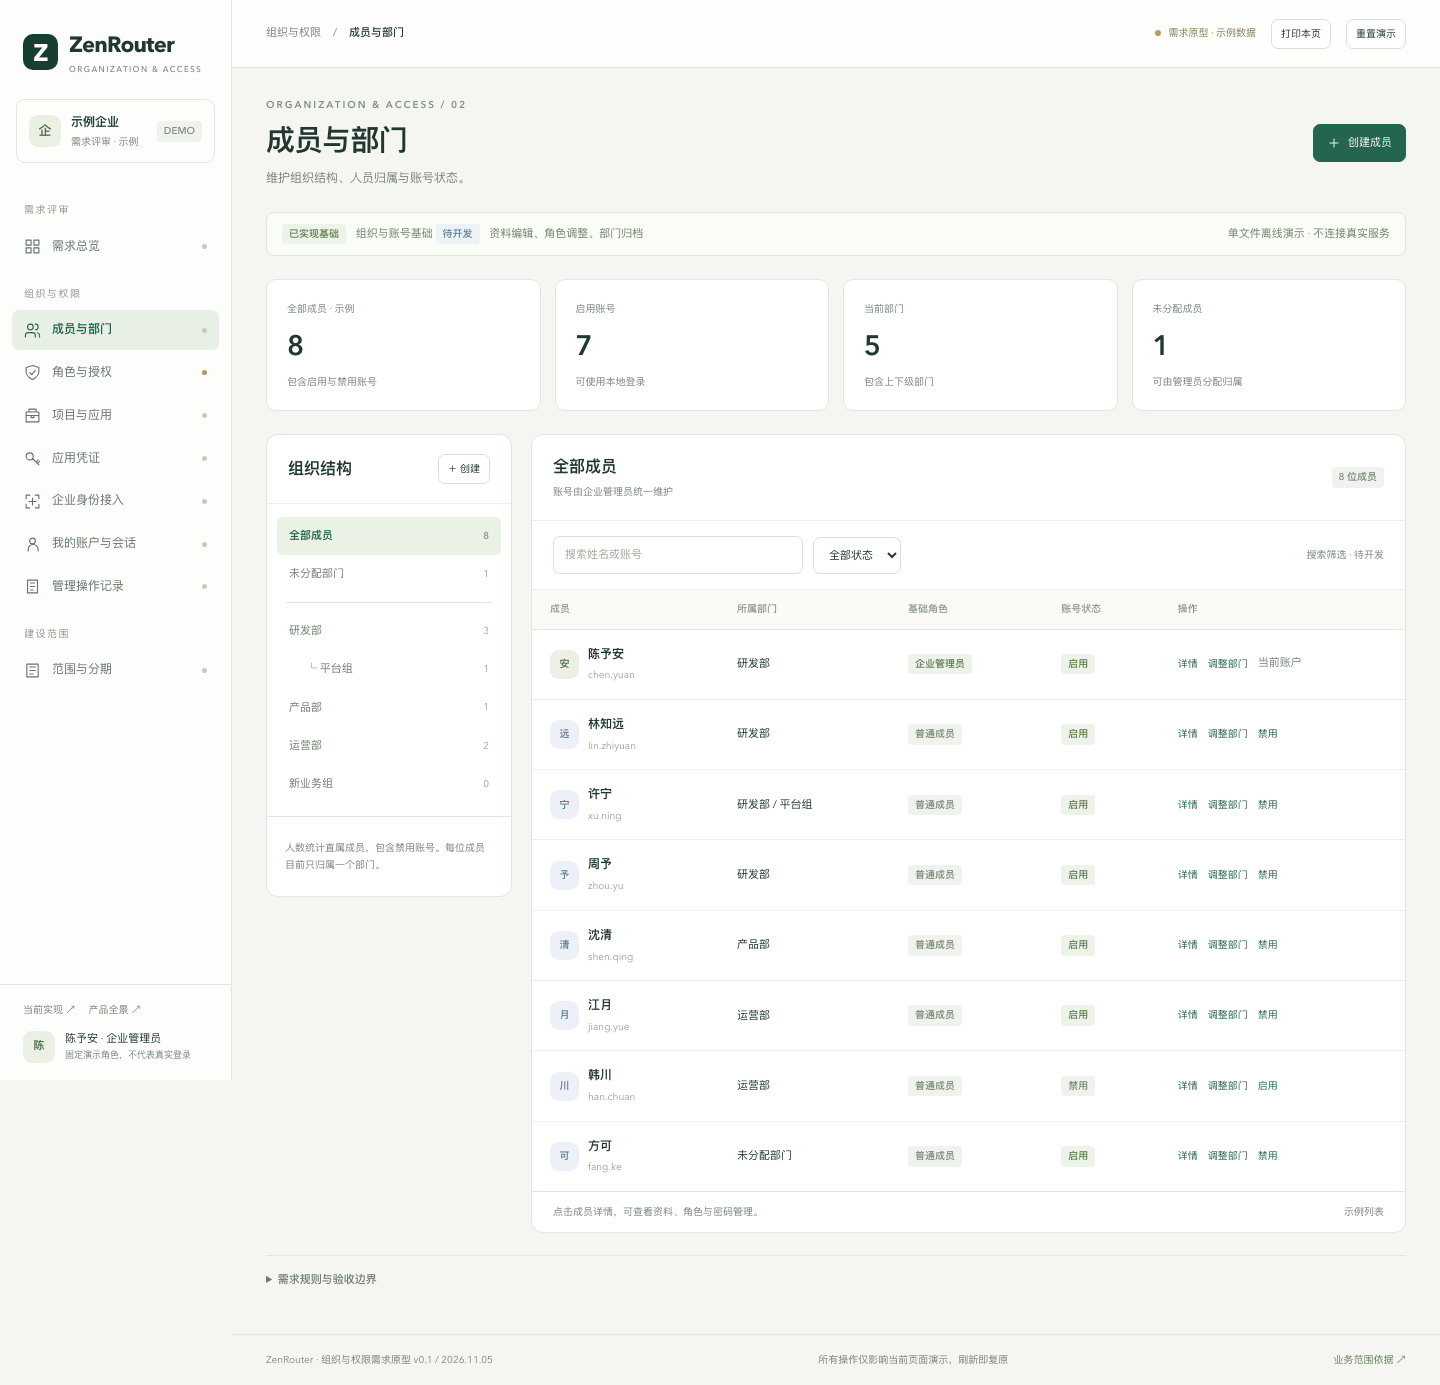 Z ZenRouter
ORGANIZATION & ACCESS
企 示例企业
需求评审 · 示例
DEMO
需求评审
需求总览
组织与权限
成员与部门
角色与授权
项目与应用
应用凭证
企业身份接入
我的账户与会话
管理操作记录
建设范围
范围与分期
当前实现 ↗ 产品全景 ↗
陈 陈予安 · 企业管理员
固定演示角色，不代表真实登录
组织与权限 / 成员与部门
需求原型 · 示例数据 打印本页 重置演示
ORGANIZATION & ACCESS / 02
成员与部门
维护组织结构、人员归属与账号状态。
+ 创建成员
已实现基础 组织与账号基础 待开发 资料编辑、角色调整、部门归档 单文件离线演示 · 不连接真实服务
全部成员 · 示例
8
包含启用与禁用账号
启用账号
7
可使用本地登录
当前部门
5
包含上下级部门
未分配成员
1
可由管理员分配归属
组织结构 + 创建
全部成员 8
未分配部门 1
研发部 3
└ 平台组 1
产品部 1
运营部 2
新业务组 0
人数统计直属成员，包含禁用账号。每位成员
目前只归属一个部门。
全部成员
账号由企业管理员统一维护
8 位成员
搜索姓名或账号 全部状态 搜索筛选 · 待开发
成员 所属部门 基础角色 账号状态 操作
安 陈予安 研发部 企业管理员 启用 详情 调整部门 当前账户
chen.yuan
远 林知远 研发部 普通成员 启用 详情 调整部门 禁用
lin.zhiyuan
宁 许宁 研发部 / 平台组 普通成员 启用 详情 调整部门 禁用
xu.ning
予 周予 研发部 普通成员 启用 详情 调整部门 禁用
zhou.yu
清 沈清 产品部 普通成员 启用 详情 调整部门 禁用
shen.qing
月 江月 运营部 普通成员 启用 详情 调整部门 禁用
jiang.yue
川 韩川 运营部 普通成员 禁用 详情 调整部门 启用
han.chuan
可 方可 未分配部门 普通成员 启用 详情 调整部门 禁用
fang.ke
点击成员详情，可查看资料、角色与密码管理。 示例列表
▶ 需求规则与验收边界
ZenRouter · 组织与权限需求原型 v0.1 / 2026.11.05 所有操作仅影响当前页面演示，刷新即复原 业务范围依据 ↗